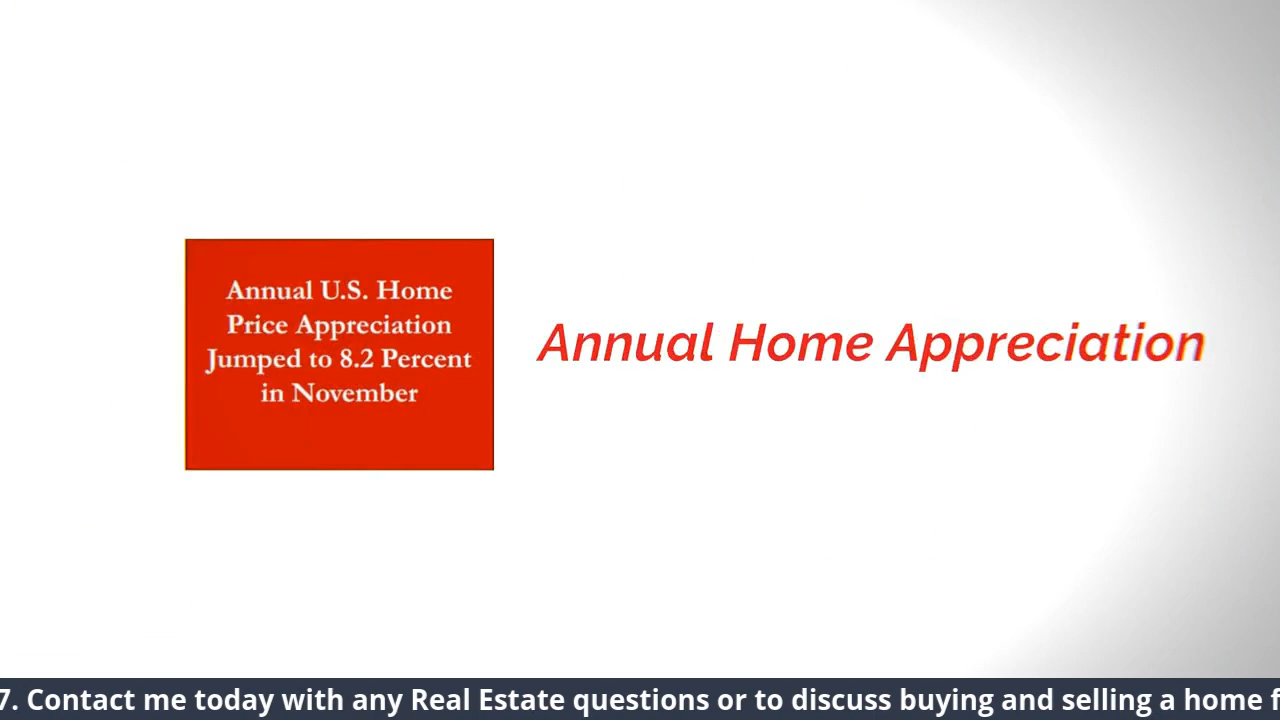 Annual U.S. Home
Price Appreciation
Jumped to 8.2 Percent
in November
Annual Home Appreciation
7. Contact me today with any Real Estate questions or to discuss buying and selling a home f